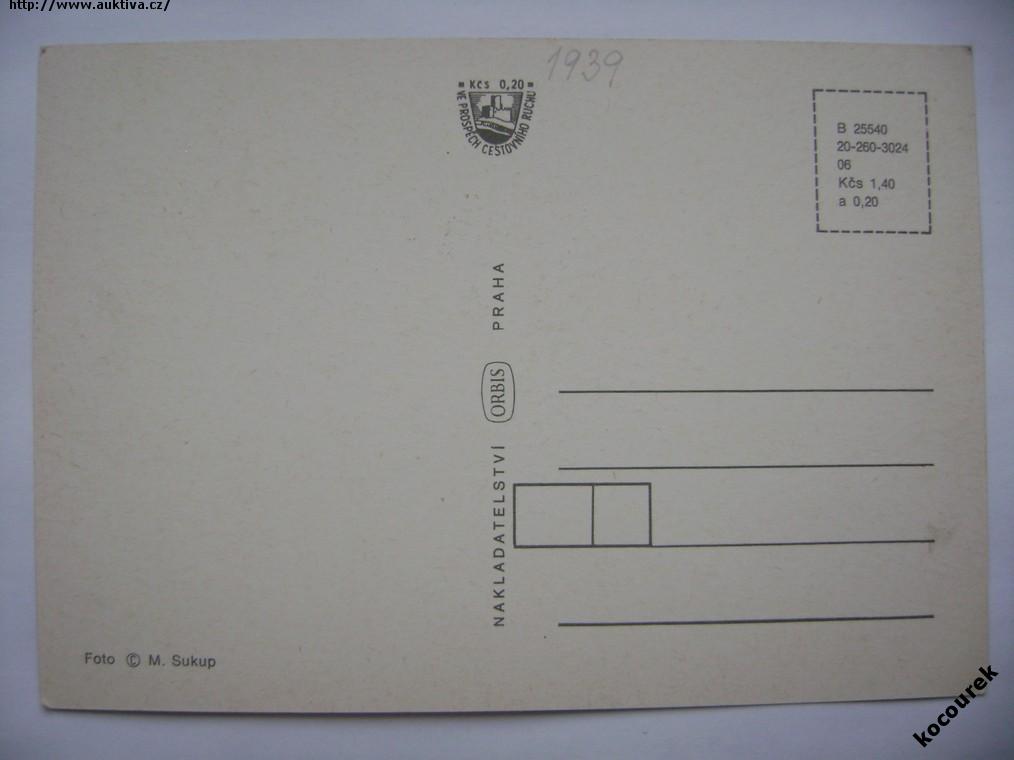 http://www.auktiva.cz/
1939
Kčs 0,20
VE PROSPĚCH CESTOVNÍHO RUCHU
B 25540
20-260-3024
06
Kčs 1,40
a 0,20
NAKLADATELSTVÍ ORBIS PRAHA
Foto © M. Sukup
kocourek